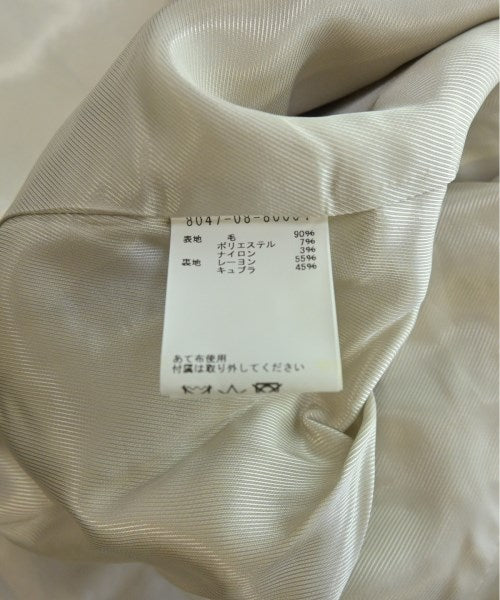 8047-08-80001
表地 毛 90%
ポリエステル 7%
ナイロン 3%
裏地 レーヨン 55%
キュプラ 45%
あて布使用
付属は取り外してください